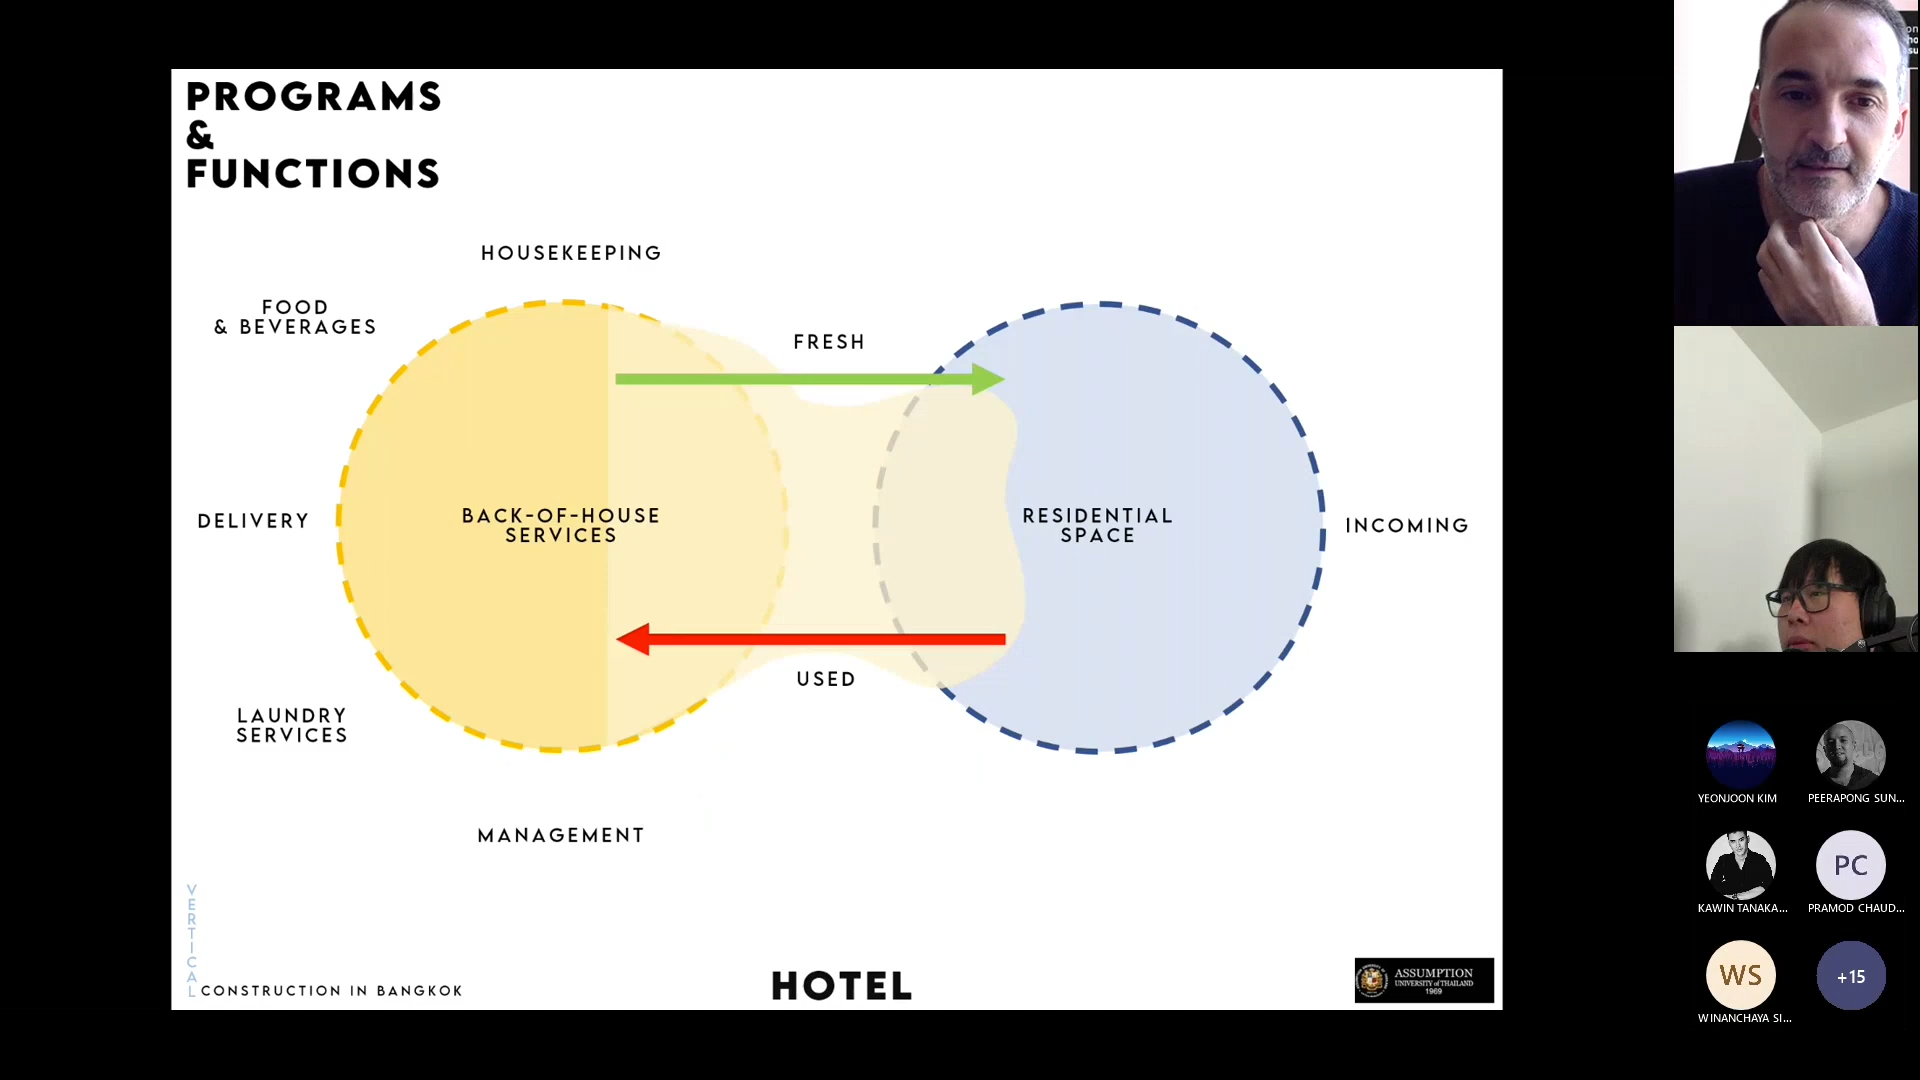 PROGRAMS
&
FUNCTIONS
HOUSEKEEPING
FOOD
& BEVERAGES
FRESH
DELIVERY
BACK-OF-HOUSE
SERVICES
RESIDENTIAL
SPACE
INCOMING
USED
LAUNDRY
SERVICES
MANAGEMENT
VERTICAL
CONSTRUCTION IN BANGKOK
HOTEL
ASSUMPTION
UNIVERSITY of THAILAND
1969
YEONJOON KIM
PEERAPONG SUN...
KAWIN TANAKA...
PC
PRAMOD CHAUD...
WS
WINANCHAYA SI...
+15